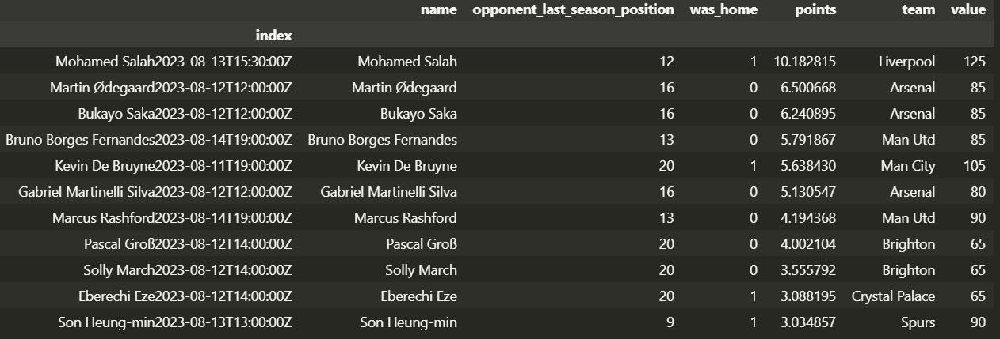 name opponent_last_season_position was_home points team value
index
Mohamed Salah2023-08-13T15:30:00Z Mohamed Salah 12 1 10.182815 Liverpool 125
Martin Ødegaard2023-08-12T12:00:00Z Martin Ødegaard 16 0 6.500668 Arsenal 85
Bukayo Saka2023-08-12T12:00:00Z Bukayo Saka 16 0 6.240895 Arsenal 85
Bruno Borges Fernandes2023-08-14T19:00:00Z Bruno Borges Fernandes 13 0 5.791867 Man Utd 85
Kevin De Bruyne2023-08-11T19:00:00Z Kevin De Bruyne 20 1 5.638430 Man City 105
Gabriel Martinelli Silva2023-08-12T12:00:00Z Gabriel Martinelli Silva 16 0 5.130547 Arsenal 80
Marcus Rashford2023-08-14T19:00:00Z Marcus Rashford 13 0 4.194368 Man Utd 90
Pascal Groß2023-08-12T14:00:00Z Pascal Groß 20 0 4.002104 Brighton 65
Solly March2023-08-12T14:00:00Z Solly March 20 0 3.555792 Brighton 65
Eberechi Eze2023-08-12T14:00:00Z Eberechi Eze 20 1 3.088195 Crystal Palace 65
Son Heung-min2023-08-13T13:00:00Z Son Heung-min 9 1 3.034857 Spurs 90